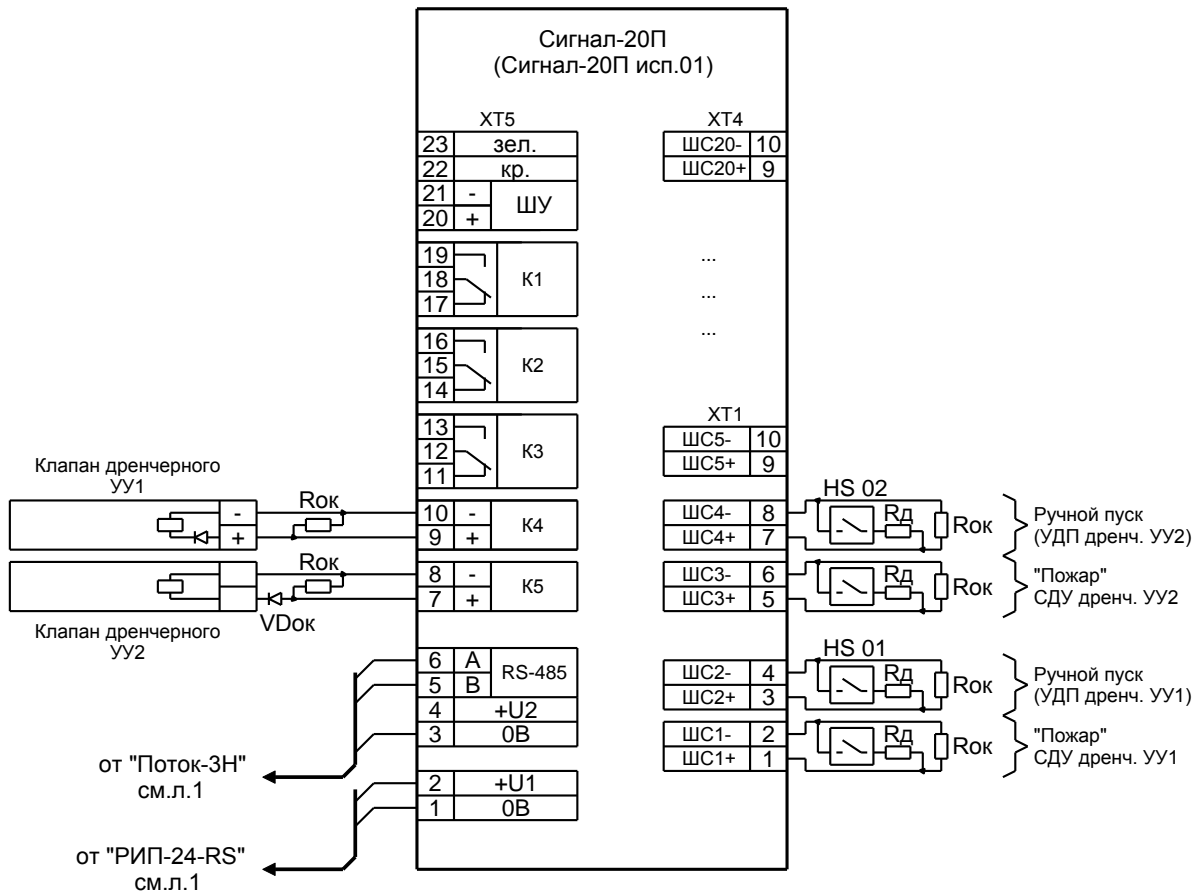 Сигнал-20П
(Сигнал-20П исп.01)
XT5
23 зел.
22 кр.
21 - ШУ
20 +
19
18 К1
17
16
15 К2
14
13
12 К3
11
10 - К4
9 +
8 - К5
7 +
6 A RS-485
5 B
4 +U2
3 0В
2 +U1
1 0В
XT4
ШС20- 10
ШС20+ 9
...
...
...
XT1
ШС5- 10
ШС5+ 9
ШС4- 8
ШС4+ 7
ШС3- 6
ШС3+ 5
ШС2- 4
ШС2+ 3
ШС1- 2
ШС1+ 1
Клапан дренчерного
УУ1
-
+
Rок
Rок
VDок
Клапан дренчерного
УУ2
от "Поток-3Н"
см.л.1
от "РИП-24-RS"
см.л.1
HS 02
Rд
Rок
Ручной пуск
(УДП дренч. УУ2)
Rд
Rок
"Пожар"
СДУ дренч. УУ2
HS 01
Rд
Rок
Ручной пуск
(УДП дренч. УУ1)
Rд
Rок
"Пожар"
СДУ дренч. УУ1